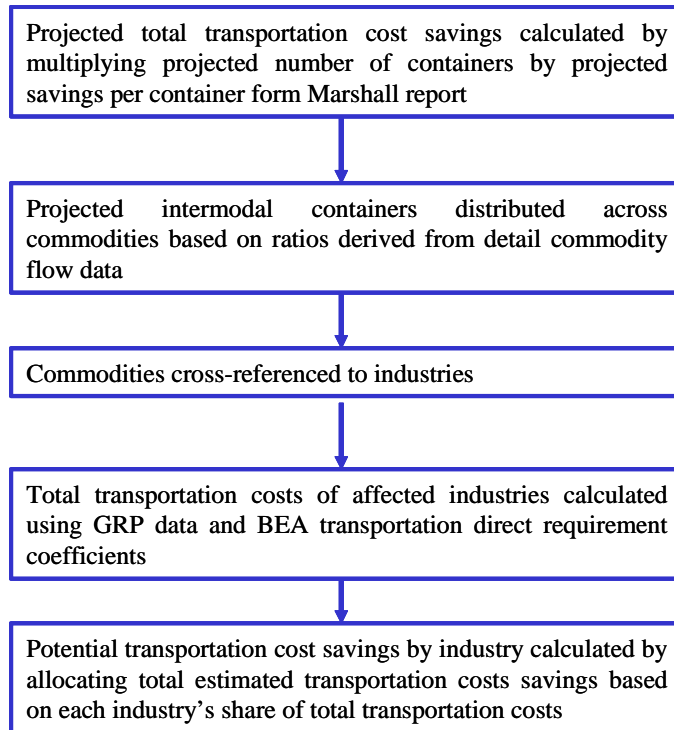 Projected total transportation cost savings calculated by
multiplying projected number of containers by projected
savings per container form Marshall report
Projected intermodal containers distributed across
commodities based on ratios derived from detail commodity
flow data
Commodities cross-referenced to industries
Total transportation costs of affected industries calculated
using GRP data and BEA transportation direct requirement
coefficients
Potential transportation cost savings by industry calculated by
allocating total estimated transportation costs savings based
on each industry’s share of total transportation costs